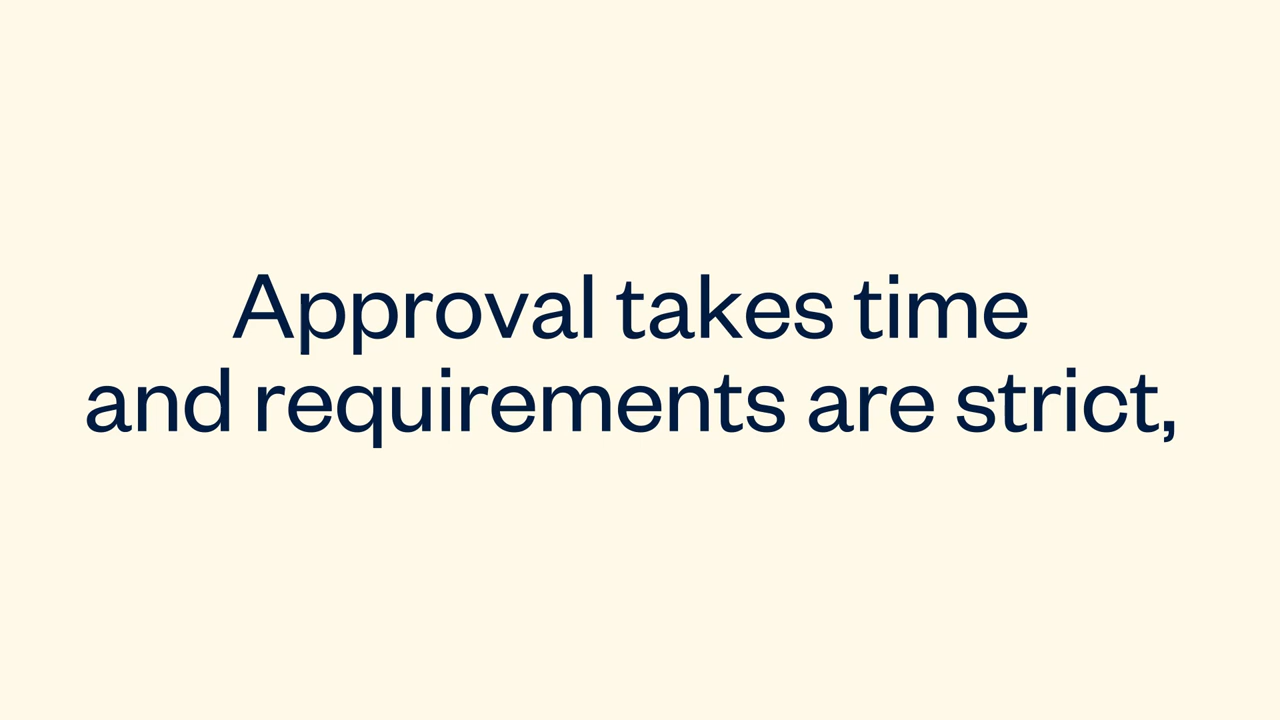 Approval takes time
and requirements are strict,